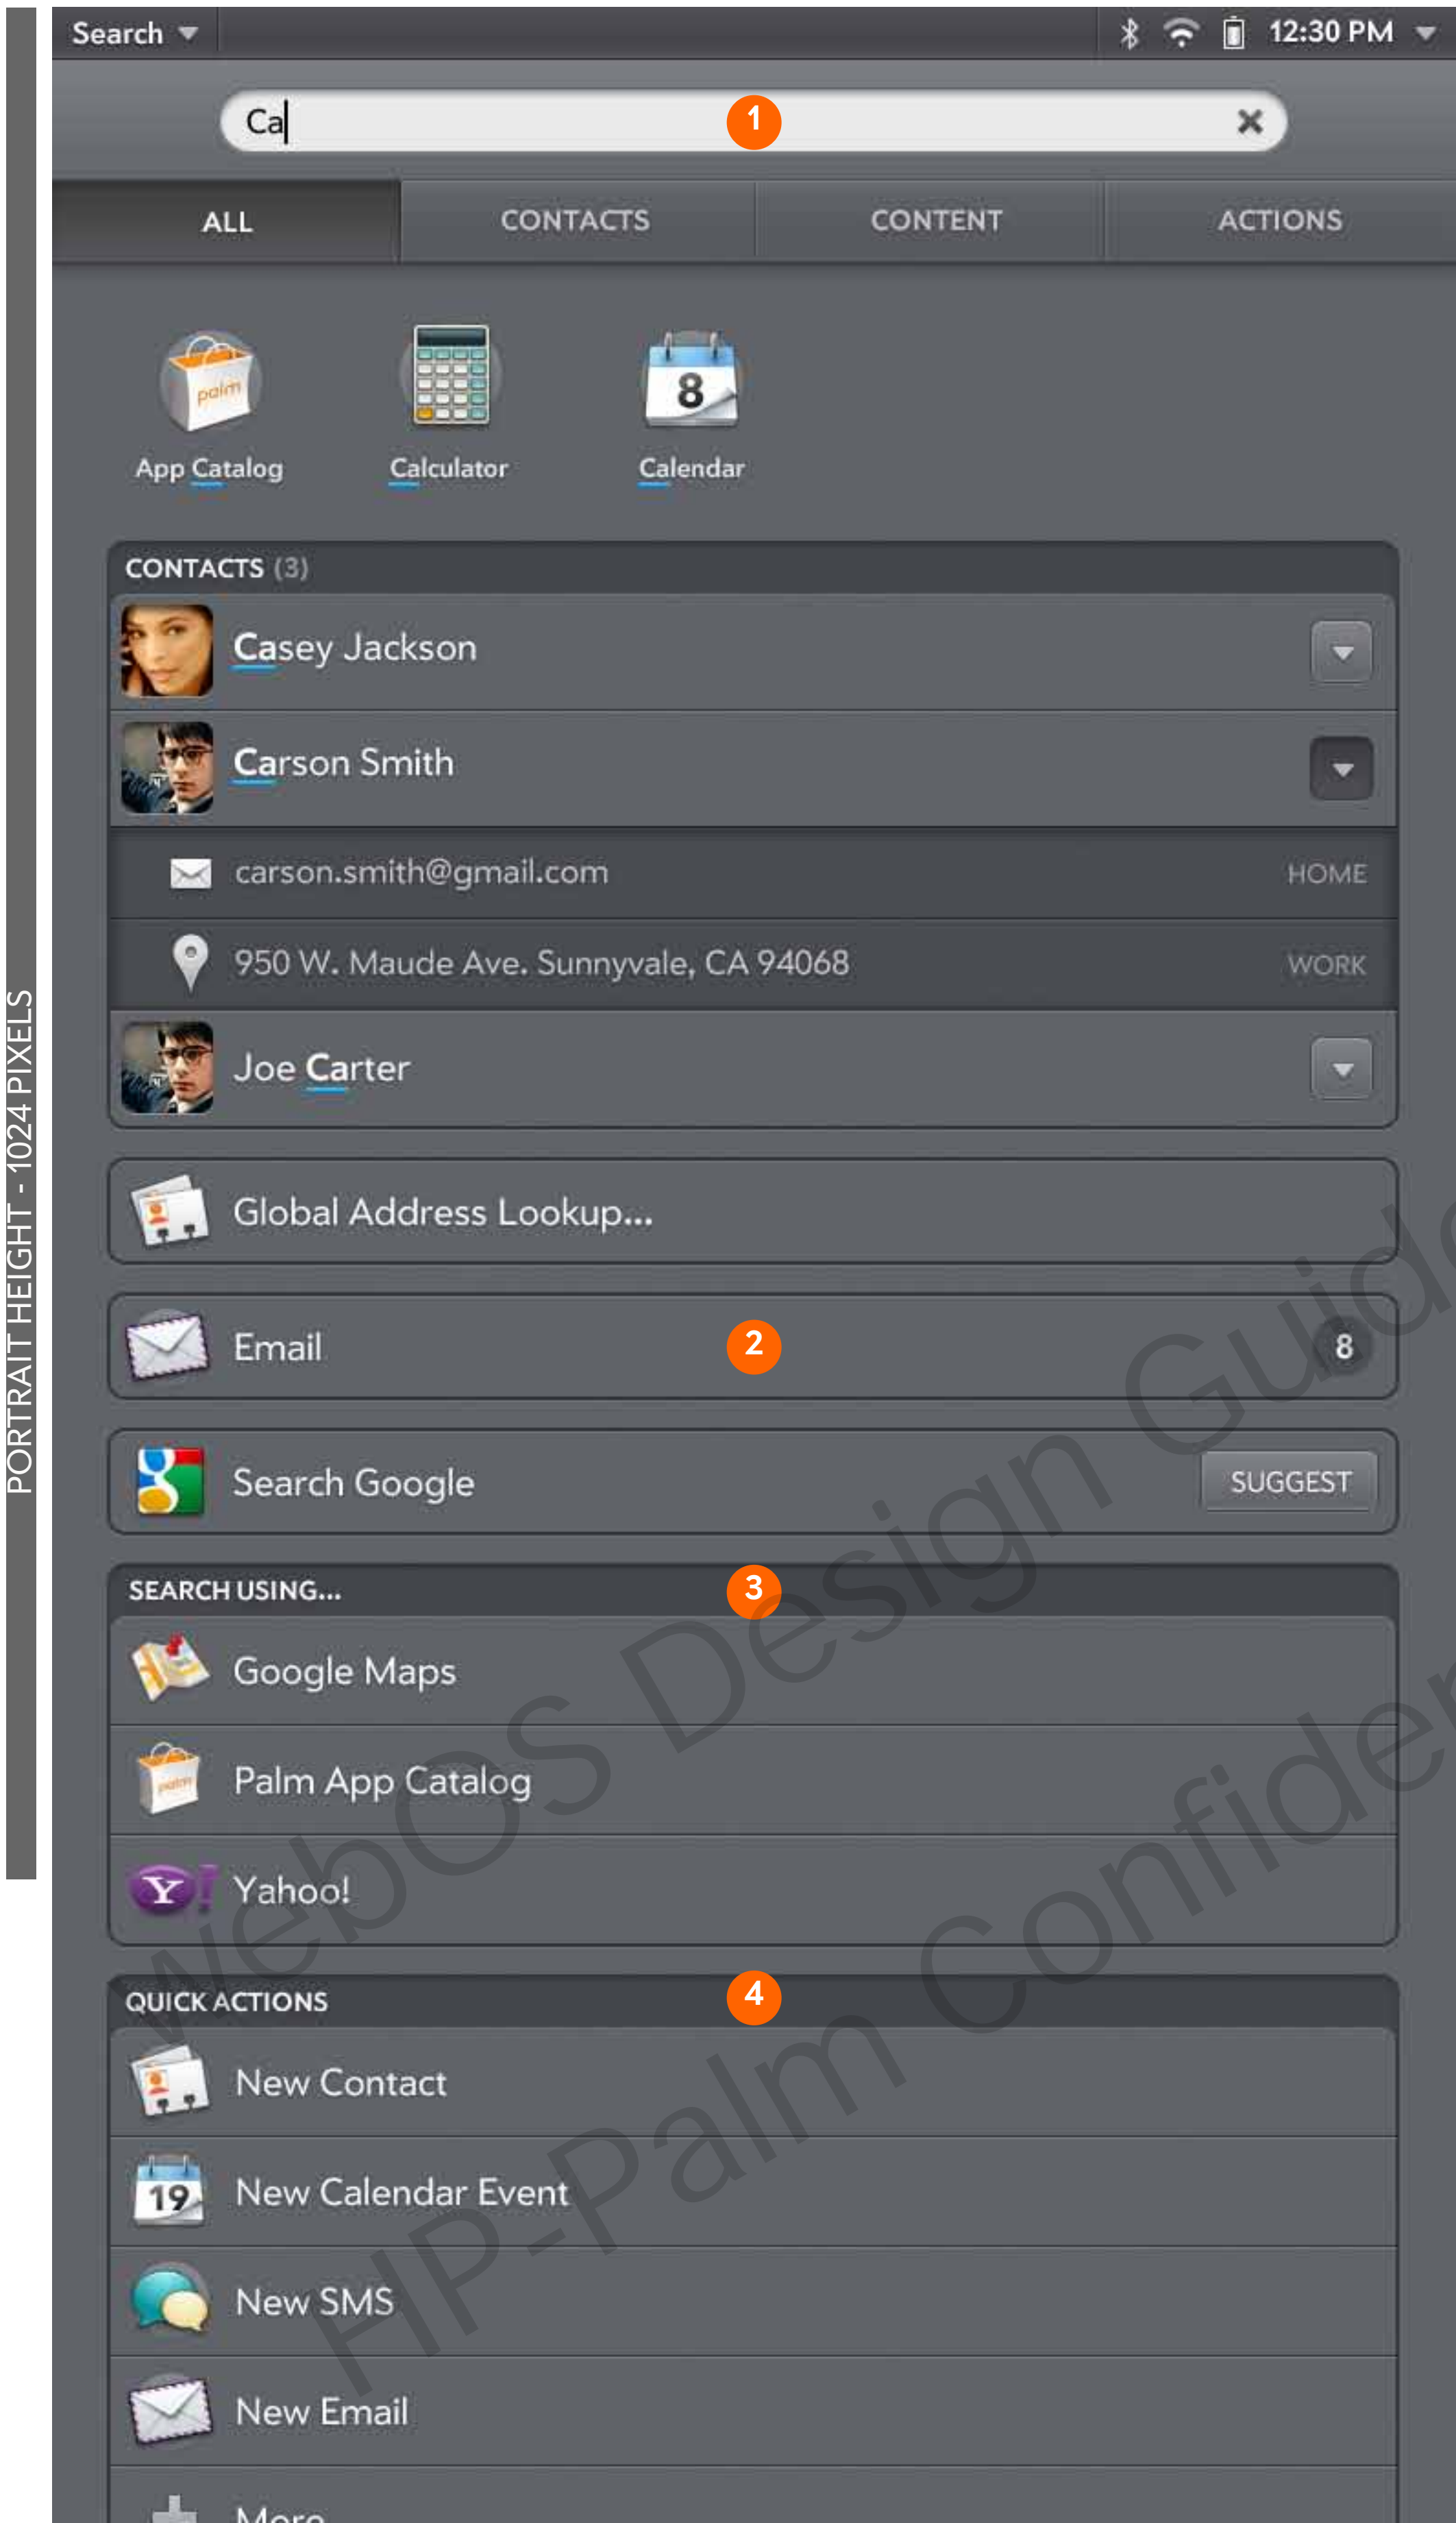 Search
12:30 PM
Ca
1
ALL
CONTACTS
CONTENT
ACTIONS
palm
8
App Catalog
Calculator
Calendar
CONTACTS (3)
Casey Jackson
Carson Smith
carson.smith@gmail.com
HOME
950 W. Maude Ave. Sunnyvale, CA 94068
WORK
Joe Carter
Global Address Lookup...
Email
2
8
Search Google
SUGGEST
SEARCH USING...
3
Google Maps
palm
Palm App Catalog
Y!
Yahoo!
QUICK ACTIONS
4
New Contact
19
New Calendar Event
New SMS
New Email
More
PORTRAIT HEIGHT - 1024 PIXELS
webOS Design Guide
HP-Palm Confiden